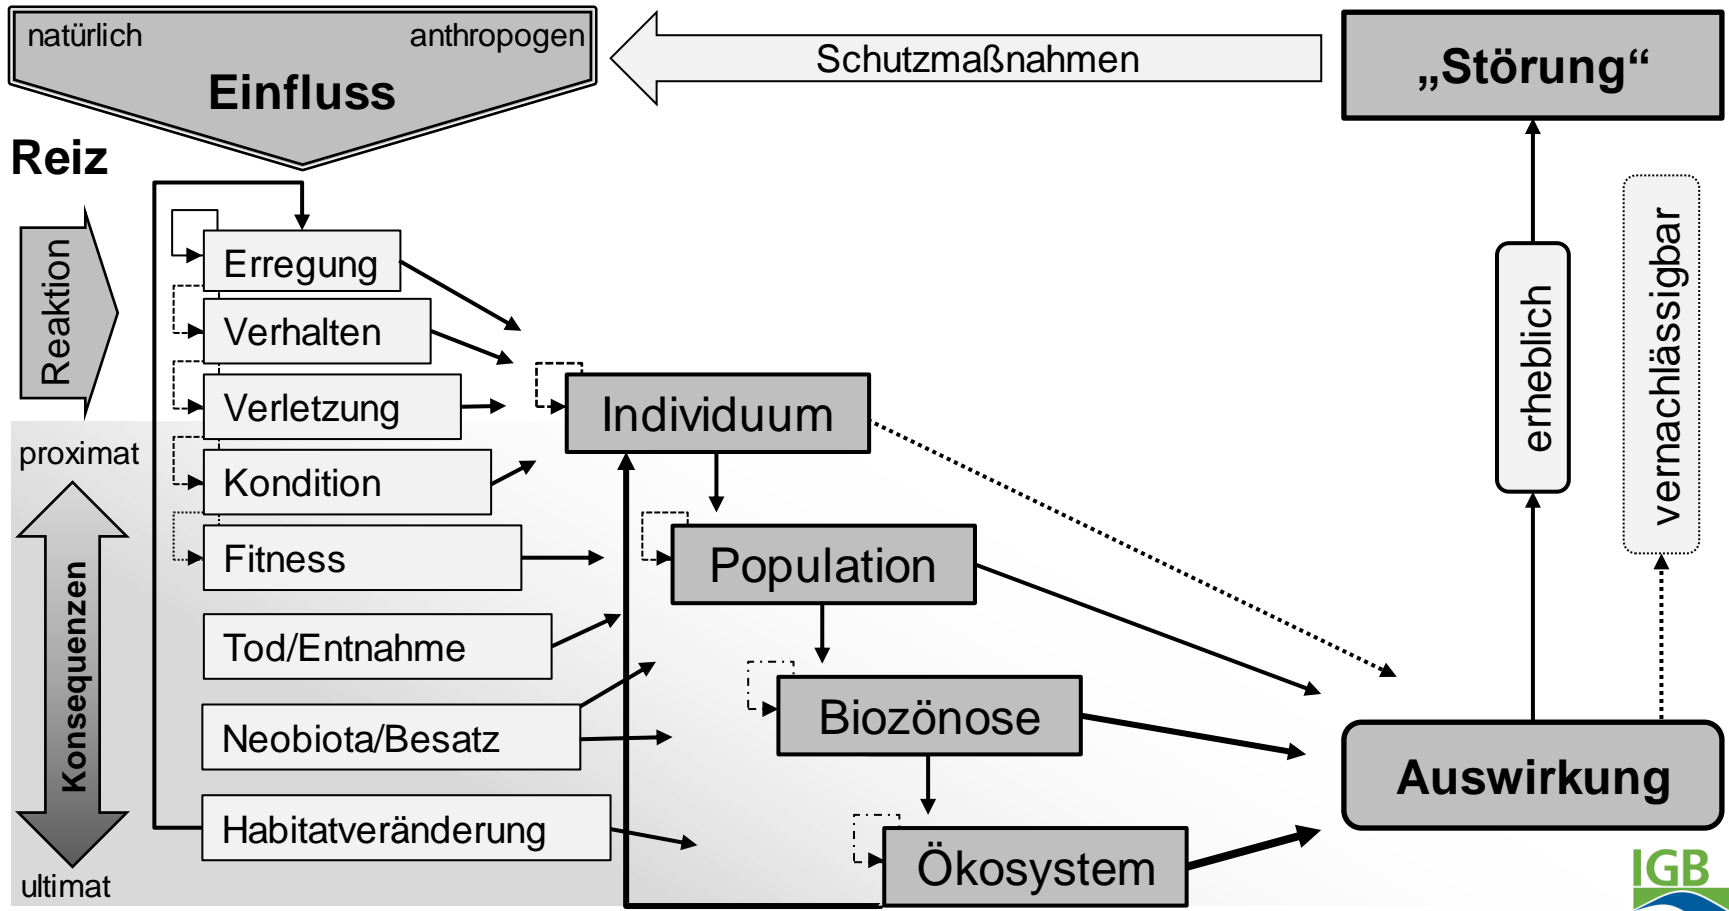 natürlich
anthropogen
Einfluss
Schutzmaßnahmen
„Störung“
Reiz
Reaktion
Erregung
Verhalten
Verletzung
Kondition
Fitness
Tod/Entnahme
Neobiota/Besatz
Habitatveränderung
proximat
Konsequenzen
ultimat
Individuum
Population
Biozönose
Ökosystem
erheblich
vernachlässigbar
Auswirkung
IGB